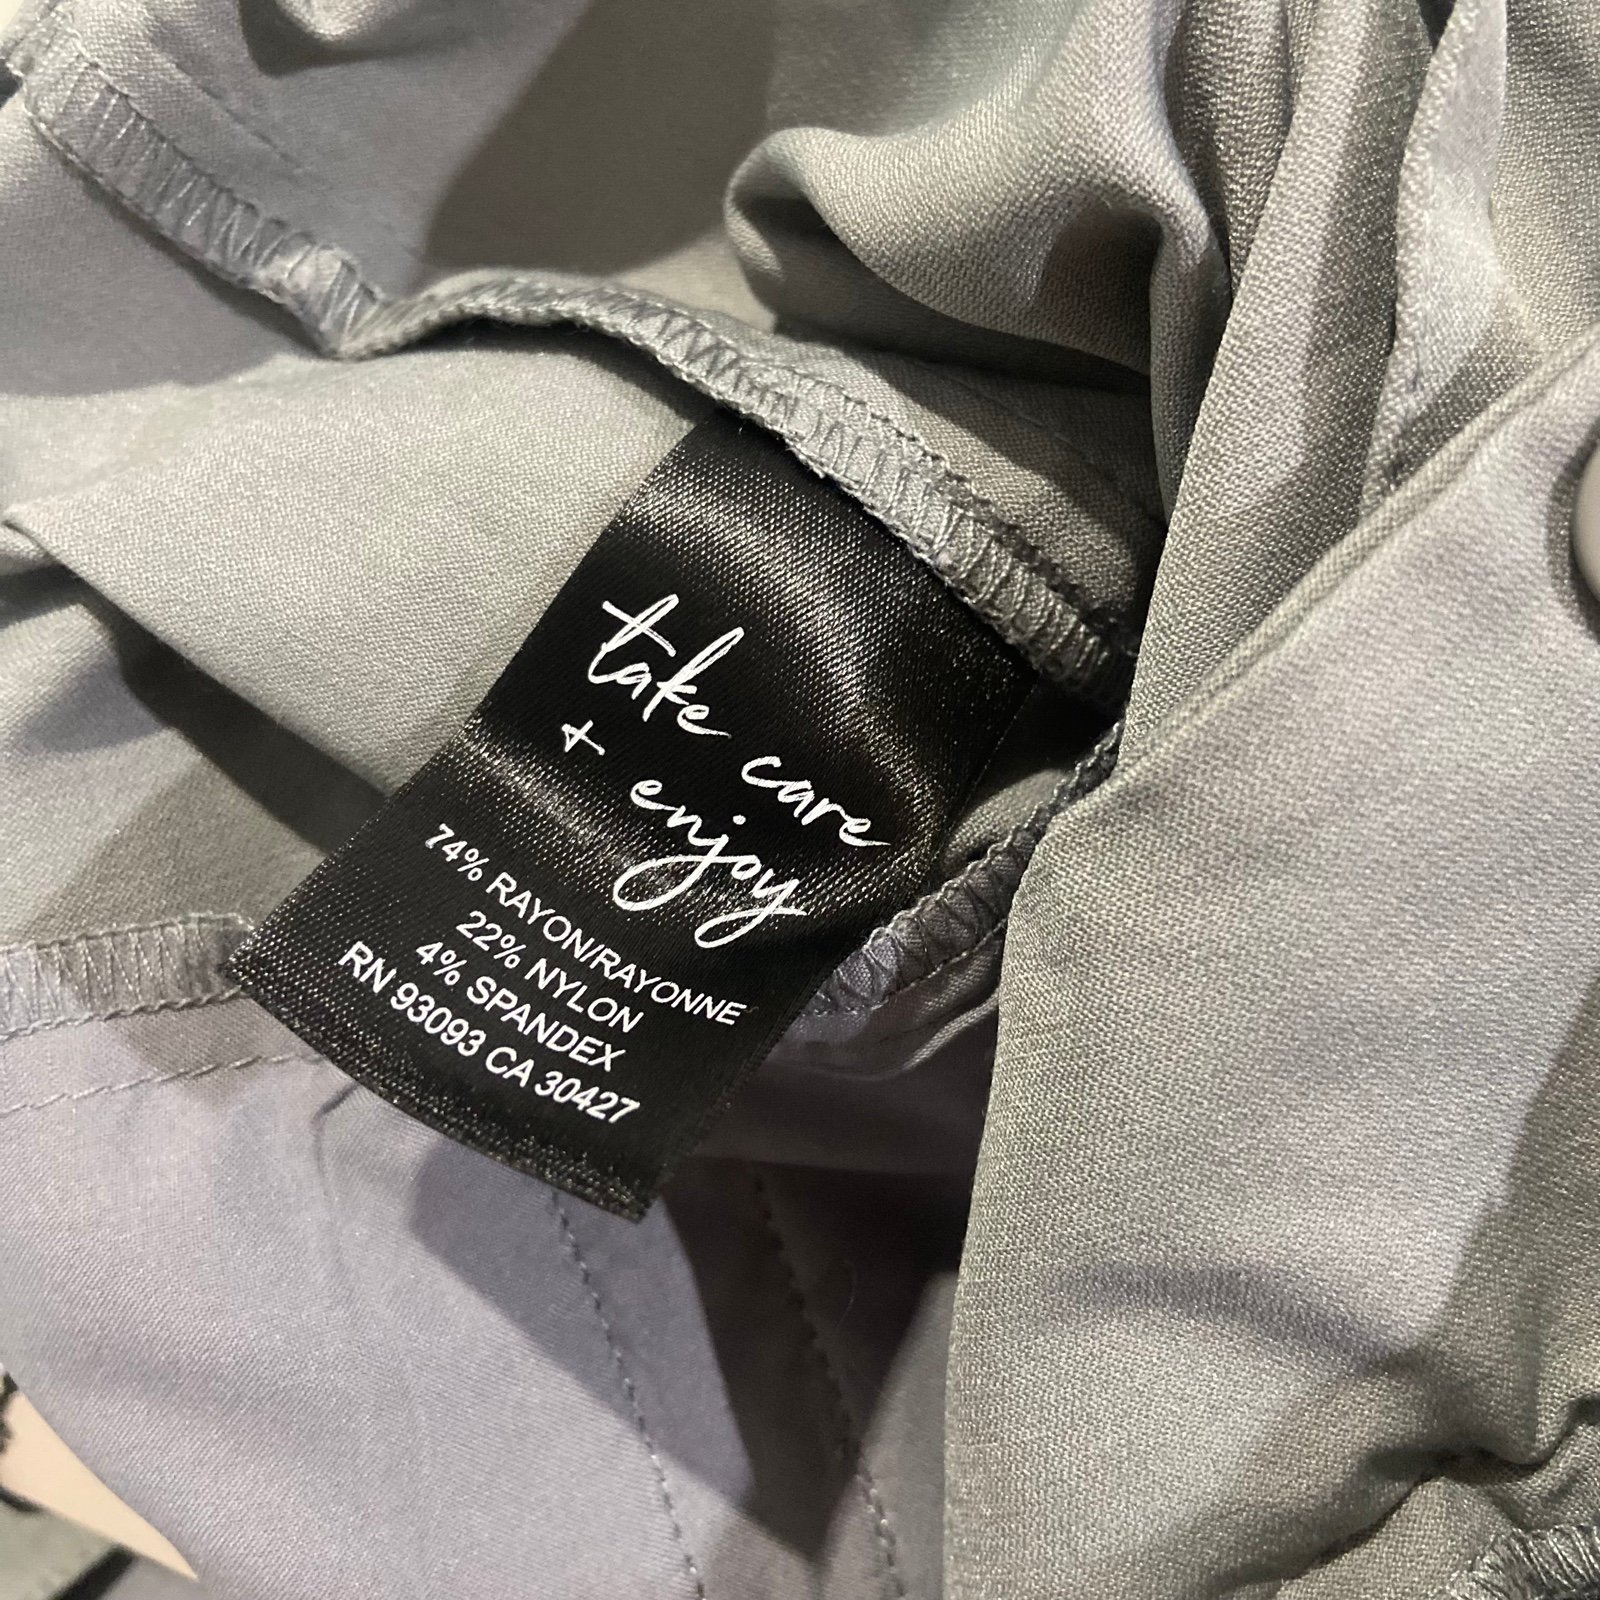 take care
+ enjoy
74% RAYON/RAYONNE
22% NYLON
4% SPANDEX
RN 93093 CA 30427